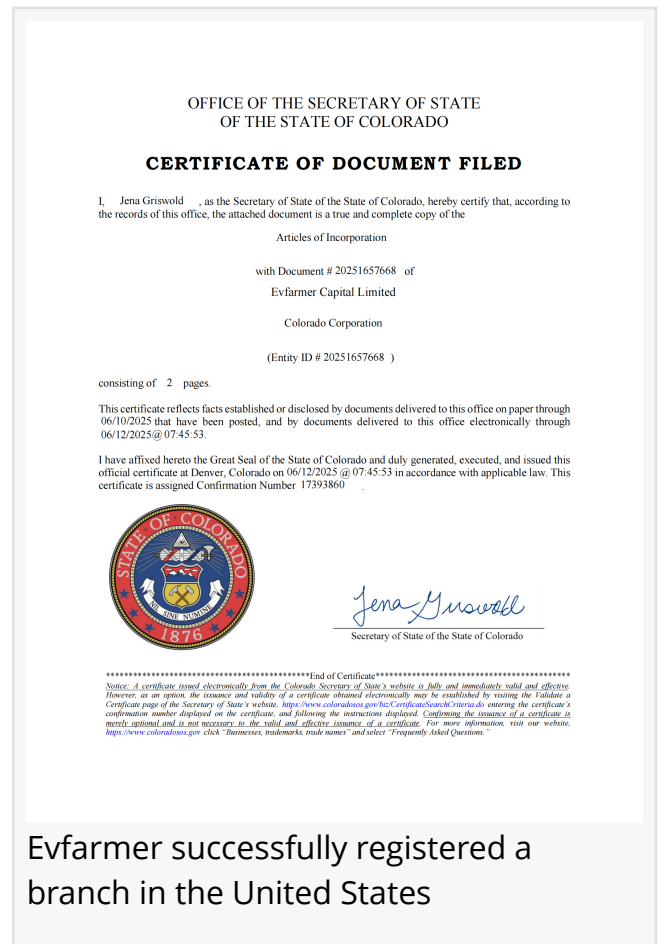 OFFICE OF THE SECRETARY OF STATE
OF THE STATE OF COLORADO
CERTIFICATE OF DOCUMENT FILED
I, Jena Griswold , as the Secretary of State of the State of Colorado, hereby certify that, according to
the records of this office, the attached document is a true and complete copy of the
Articles of Incorporation
with Document # 20251657668 of
Evfarmer Capital Limited
Colorado Corporation
(Entity ID # 20251657668 )
consisting of 2 pages.
This certificate reflects facts established or disclosed by documents delivered to this office on paper through
06/10/2025 that have been posted, and by documents delivered to this office electronically through
06/12/2025@ 07:45:53.
I have affixed hereto the Great Seal of the State of Colorado and duly generated, executed, and issued this
official certificate at Denver, Colorado on 06/12/2025 @ 07:45:53 in accordance with applicable law. This
certificate is assigned Confirmation Number 17393860 .
STATE OF COLORADO
NIL SINE NUMINE
1876
Jena Griswold
Secretary of State of the State of Colorado
*********************************************End of Certificate*******************************************
Notice: A certificate issued electronically from the Colorado Secretary of State's website is fully and immediately valid and effective.
However, as an option, the issuance and validity of a certificate obtained electronically may be established by visiting the Validate a
Certificate page of the Secretary of State's website, https://www.coloradosos.gov/biz/CertificateSearchCriteria.do entering the certificate's
confirmation number displayed on the certificate, and following the instructions displayed. Confirming the issuance of a certificate is
merely optional and is not necessary to the valid and effective issuance of a certificate. For more information, visit our website,
https://www.coloradosos.gov click "Businesses, trademarks, trade names" and select "Frequently Asked Questions."
Evfarmer successfully registered a
branch in the United States